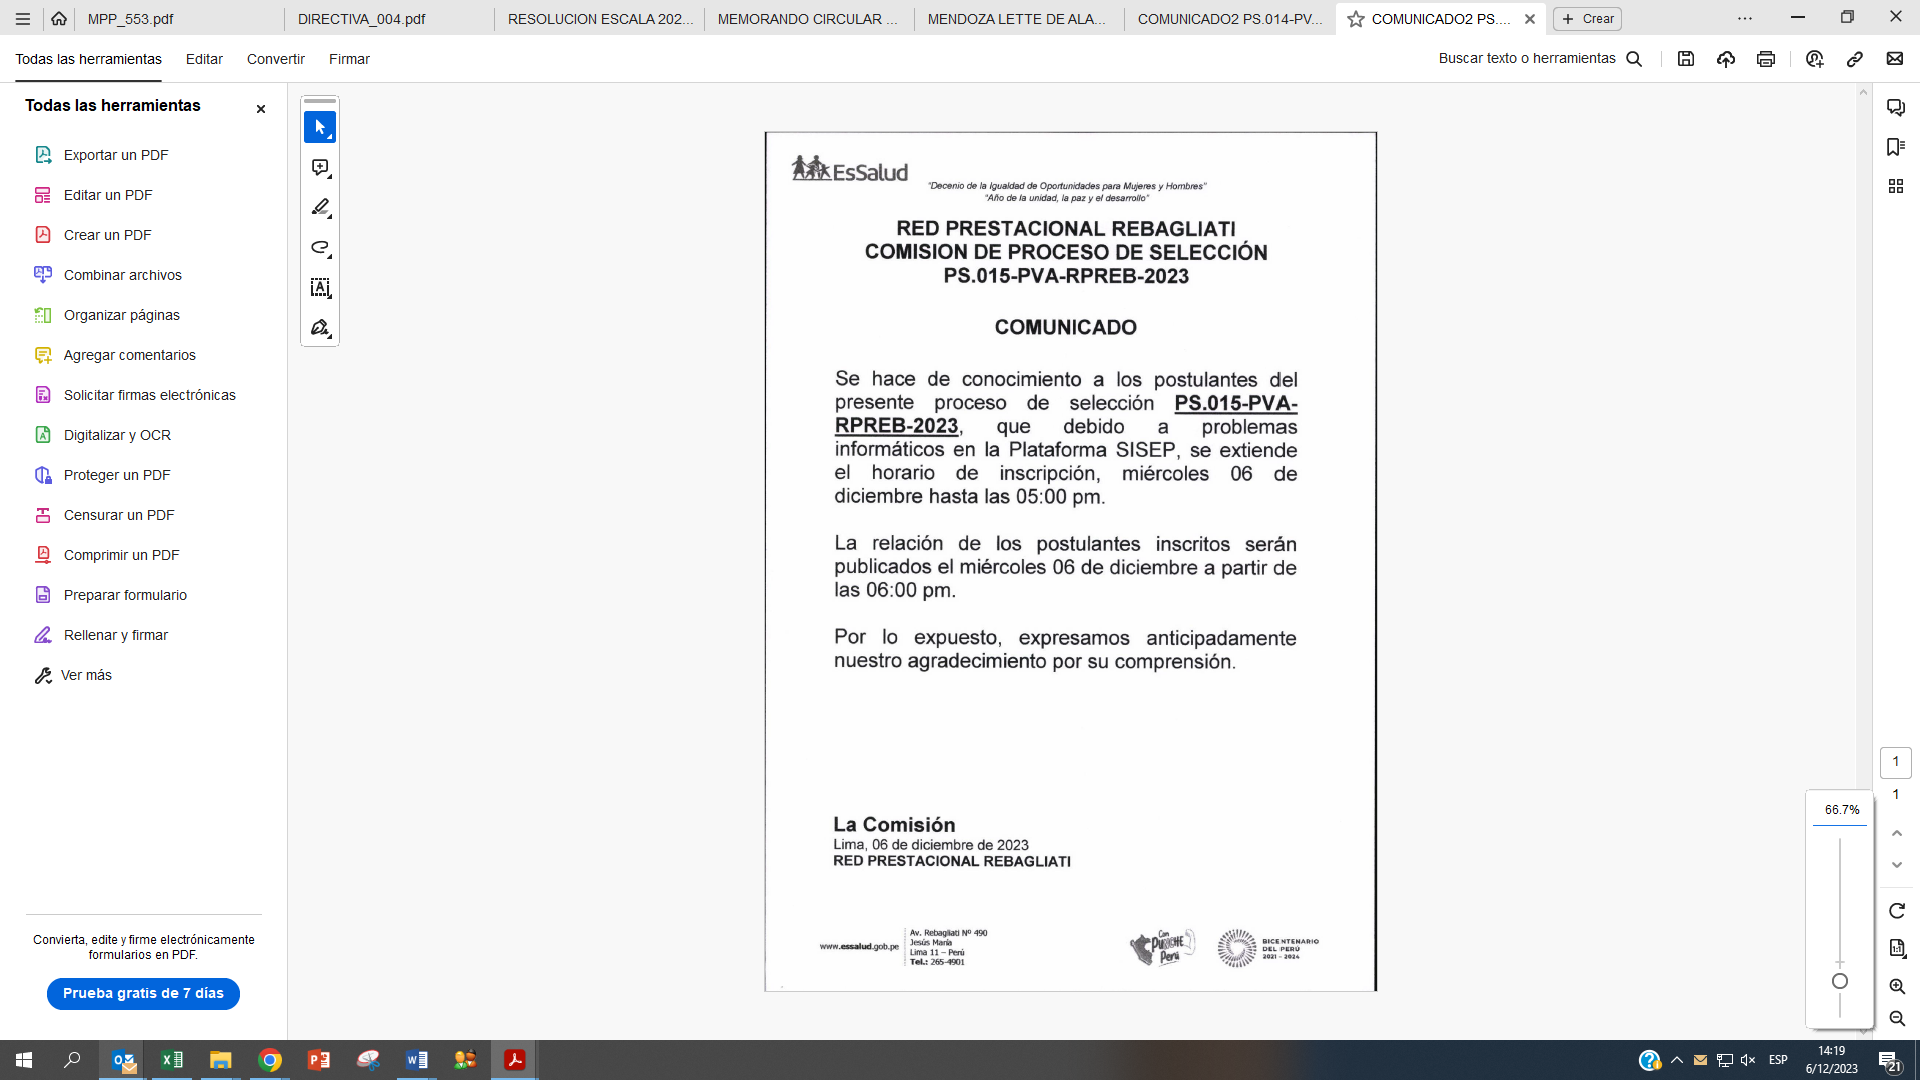 MPP_553.pdf
DIRECTIVA_004.pdf
RESOLUCION ESCALA 202...
MEMORANDO CIRCULAR ...
MENDOZA LETTE DE ALA...
COMUNICADO2 PS.014-PV...
COMUNICADO2 PS....
Crear
Todas las herramientas
Editar
Convertir
Firmar
Buscar texto o herramientas
Todas las herramientas
Exportar un PDF
Editar un PDF
Crear un PDF
Combinar archivos
Organizar páginas
Agregar comentarios
Solicitar firmas electrónicas
Digitalizar y OCR
Proteger un PDF
Censurar un PDF
Comprimir un PDF
Preparar formulario
Rellenar y firmar
Ver más
Convierta, edite y firme electrónicamente
formularios en PDF.
Prueba gratis de 7 días
EsSalud
"Decenio de la Igualdad de Oportunidades para Mujeres y Hombres"
"Año de la unidad, la paz y el desarrollo"
RED PRESTACIONAL REBAGLIATI
COMISION DE PROCESO DE SELECCIÓN
PS.015-PVA-RPREB-2023
COMUNICADO
Se hace de conocimiento a los postulantes del
presente proceso de selección PS.015-PVA-
RPREB-2023, que debido a problemas
informáticos en la Plataforma SISEP, se extiende
el horario de inscripción, miércoles 06 de
diciembre hasta las 05:00 pm.
La relación de los postulantes inscritos serán
publicados el miércoles 06 de diciembre a partir de
las 06:00 pm.
Por lo expuesto, expresamos anticipadamente
nuestro agradecimiento por su comprensión.
La Comisión
Lima, 06 de diciembre de 2023
RED PRESTACIONAL REBAGLIATI
www.essalud.gob.pe
Av. Rebagliati Nº 490
Jesús María
Lima 11 – Perú
Tel.: 265-4901
Con
PUNCHE
Perú
BICENTENARIO
DEL PERÚ
2021 - 2024
1
1
66.7%
ESP
14:19
6/12/2023
21